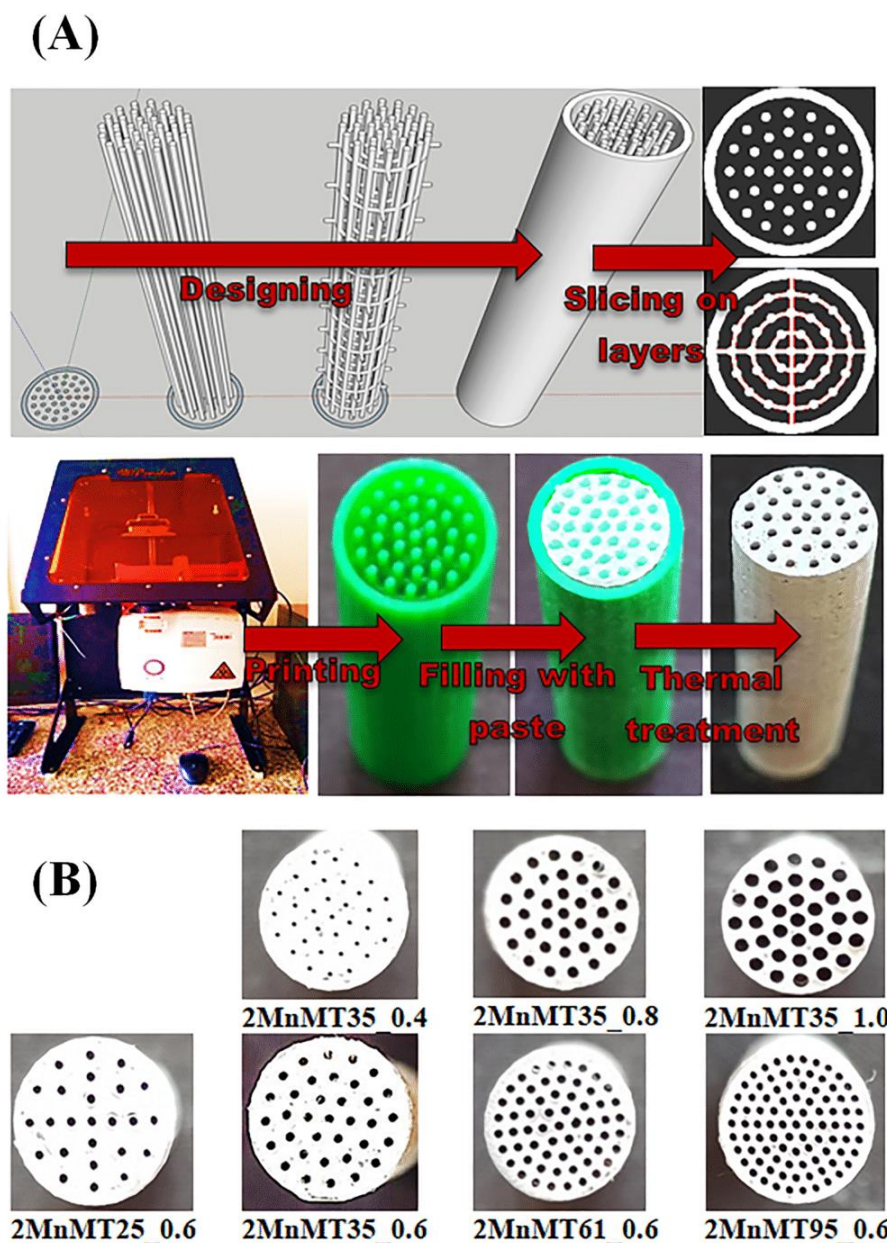 (A)
Designing
Slicing on
layers
Printing
Filling with
paste
Thermal
treatment
(B)
2MnMT35_0.4
2MnMT35_0.8
2MnMT35_1.0
2MnMT25_0.6
2MnMT35_0.6
2MnMT61_0.6
2MnMT95_0.6